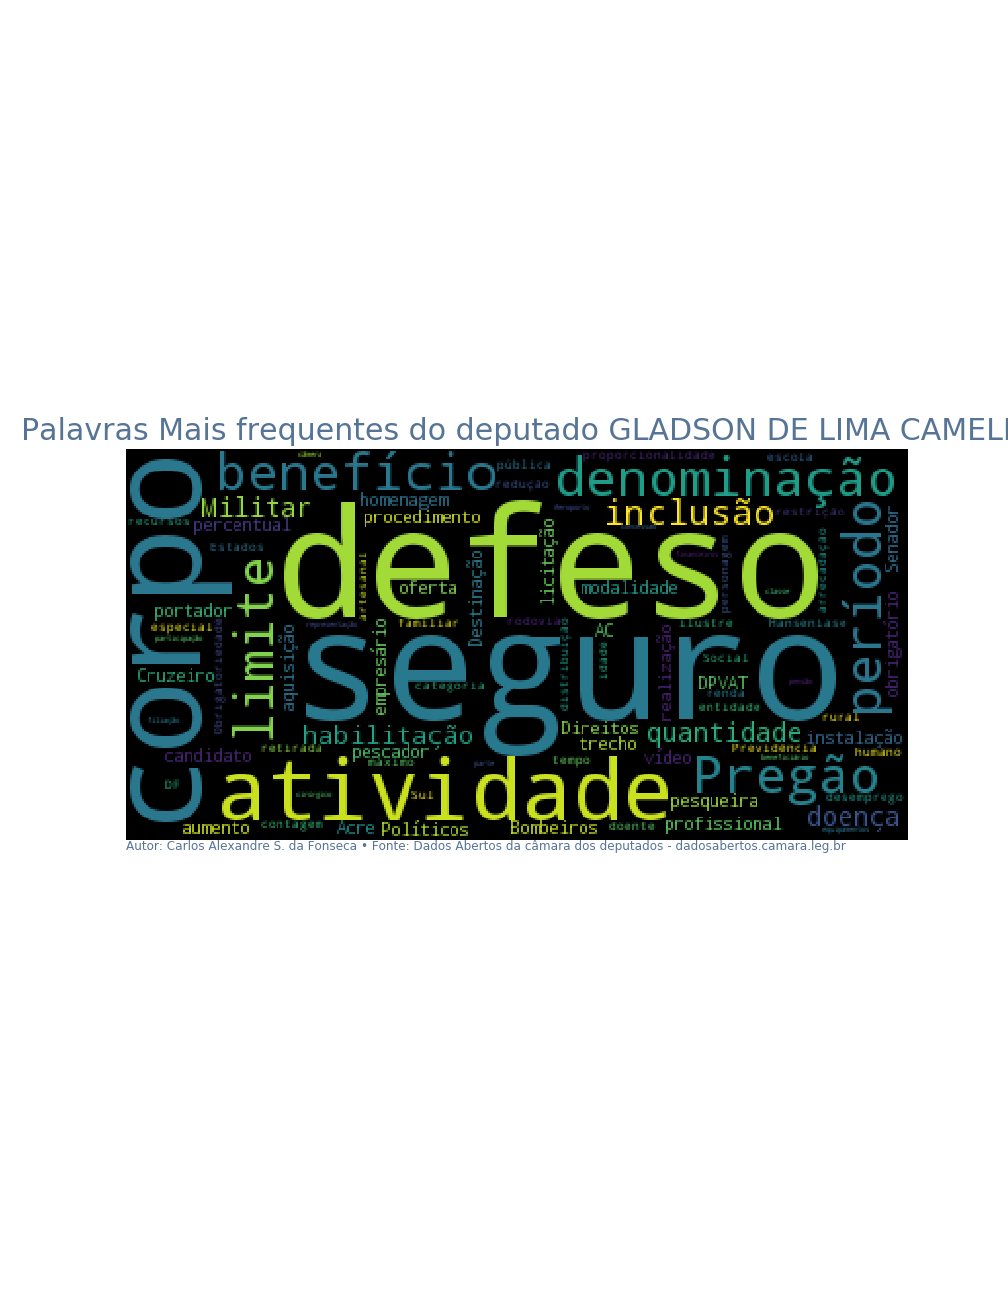 Palavras Mais frequentes do deputado GLADSON DE LIMA CAMELI
câmera
proporcionalidade
escola
benefício
pública
denominação
redução
corpo
Militar
homenagem
inclusão
restrição
recursos
percentual
procedimento
período
Senador
Estados
defeso
licitação
Destinação
artesanal
oferta
modalidade
personagem
arrecadação
limite
portador
especial
participação
familiar
rodovia
AC
ilustre
Hanseníase
obrigatório
Obrigatoriedade
representação
seguro
aquisição
empresário
distribuição
idade
realização
Social
Cruzeiro
categoria
DPVAT
renda
pensão
entidade
filiação
rural
habilitação
Direitos
quantidade
instalação
candidato
retirada
pescador
trecho
Previdência
humano
máximo
parte
tempo
vídeo
beneficiário
Pregão
atividade
DF
Sul
pesqueira
desemprego
doença
aumento
contagem
Acre
Políticos
Bombeiros
doente
profissional
equipamentos
Autor: Carlos Alexandre S. da Fonseca • Fonte: Dados Abertos da câmara dos deputados - dadosabertos.camara.leg.br